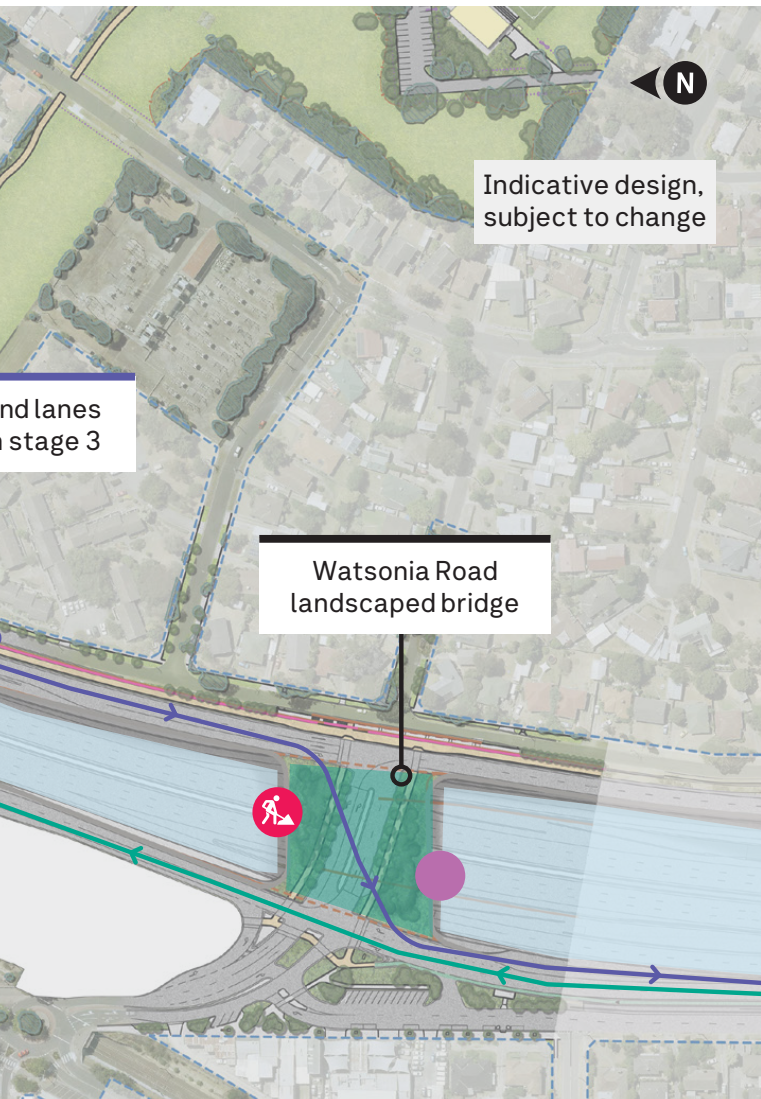 N
Indicative design,
subject to change
nd lanes
stage 3
Watsonia Road
landscaped bridge